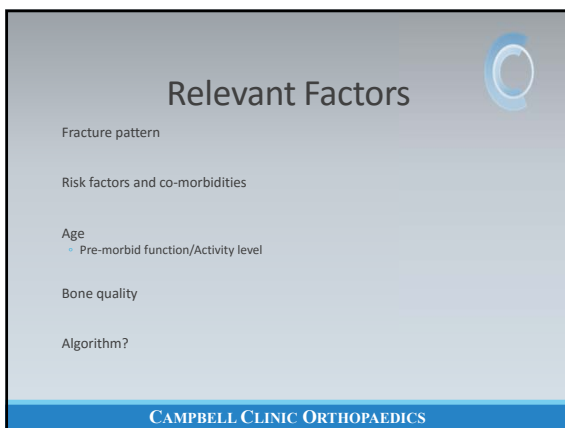 Relevant Factors
Fracture pattern
Risk factors and co-morbidities
Age
▫ Pre-morbid function/Activity level
Bone quality
Algorithm?
CAMPBELL CLINIC ORTHOPAEDICS